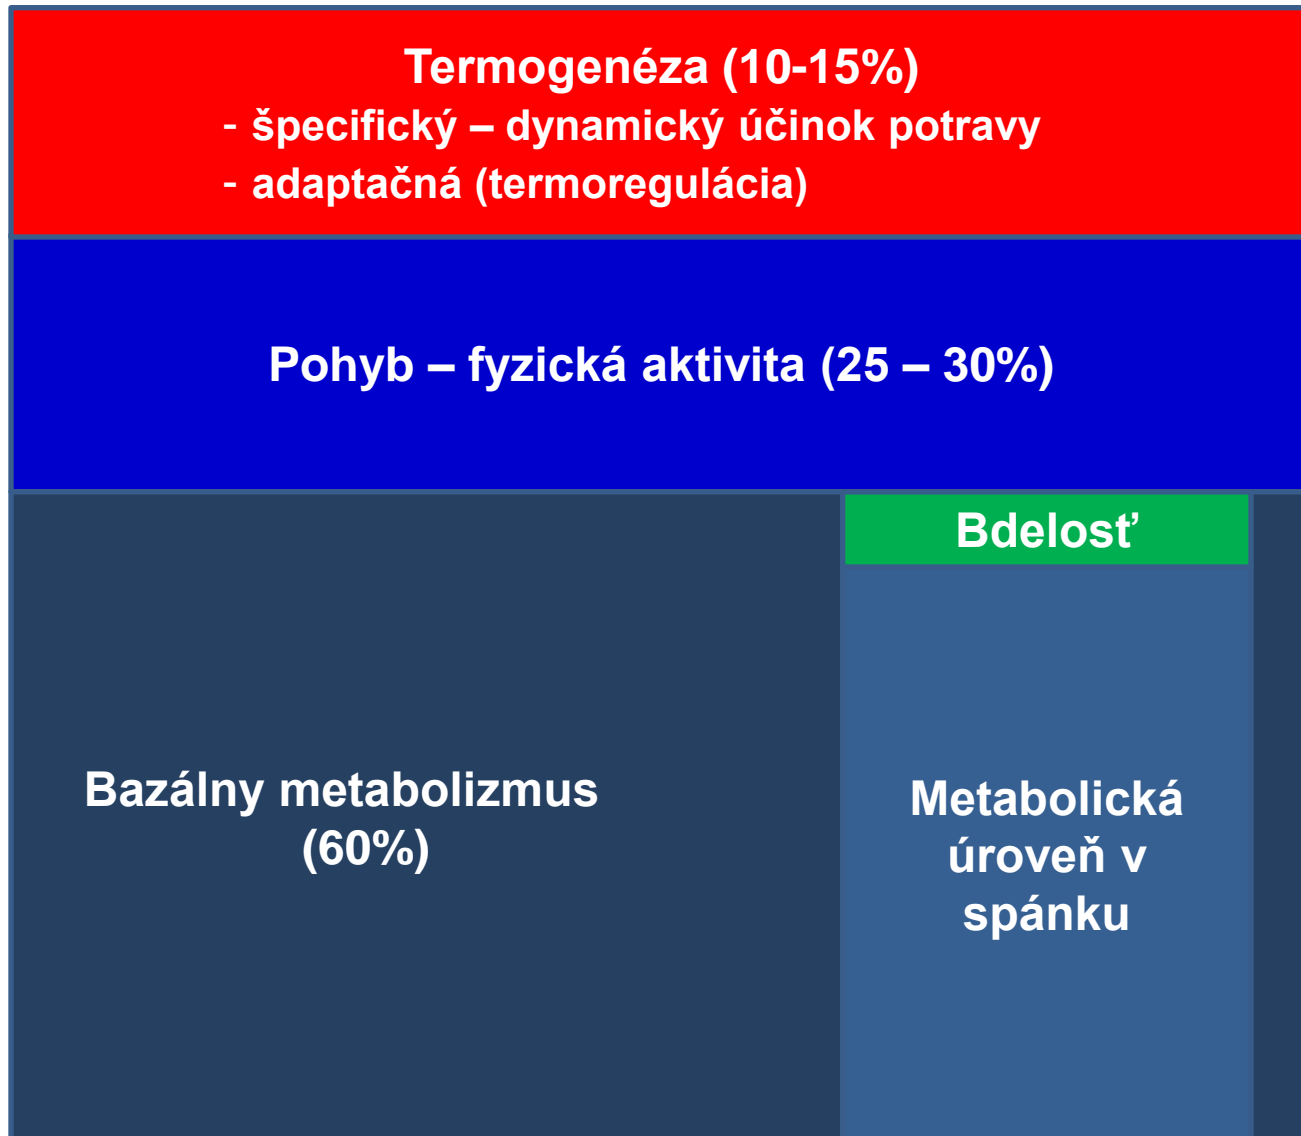 Termogenéza (10-15%)
- špecifický – dynamický účinok potravy
- adaptačná (termoregulácia)
Pohyb – fyzická aktivita (25 – 30%)
Bdelosť
Bazálny metabolizmus
(60%)
Metabolická
úroveň v
spánku